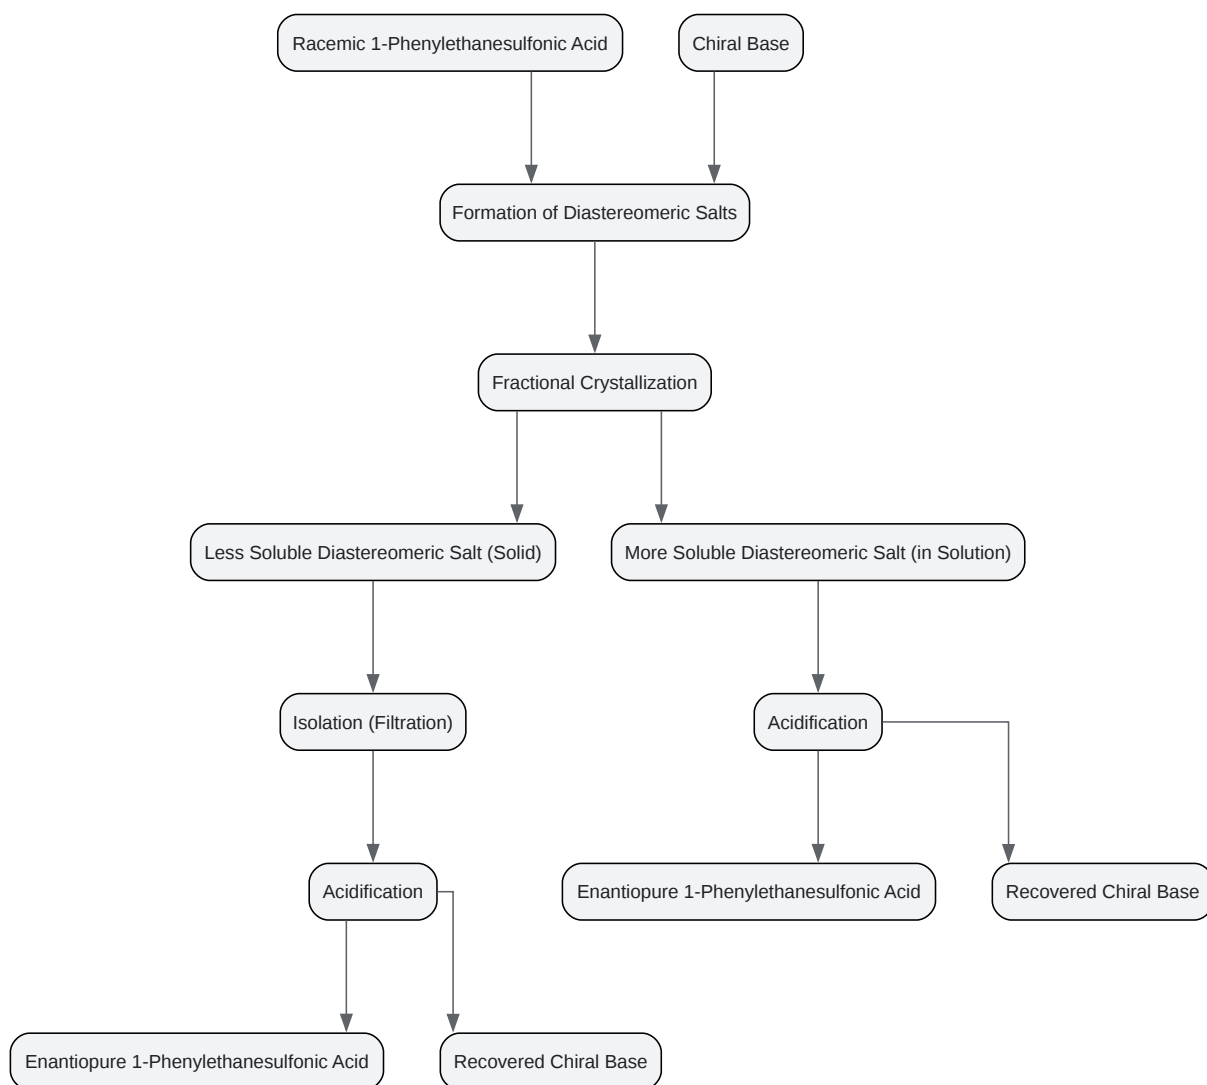 Racemic 1-Phenylethanesulfonic Acid
Chiral Base
Formation of Diastereomeric Salts
Fractional Crystallization
Less Soluble Diastereomeric Salt (Solid)
More Soluble Diastereomeric Salt (in Solution)
Isolation (Filtration)
Acidification
Acidification
Enantiopure 1-Phenylethanesulfonic Acid
Recovered Chiral Base
Enantiopure 1-Phenylethanesulfonic Acid
Recovered Chiral Base